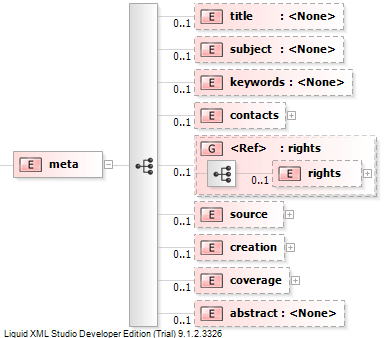 E title : <None>
0..1
E subject : <None>
0..1
E keywords : <None>
0..1
E contacts
0..1
G <Ref> : rights
E meta
0..1
0..1 E rights
E source
0..1
E creation
0..1
E coverage
0..1
E abstract : <None>
0..1
Liquid XML Studio Developer Edition (Trial) 9.1.2.3326